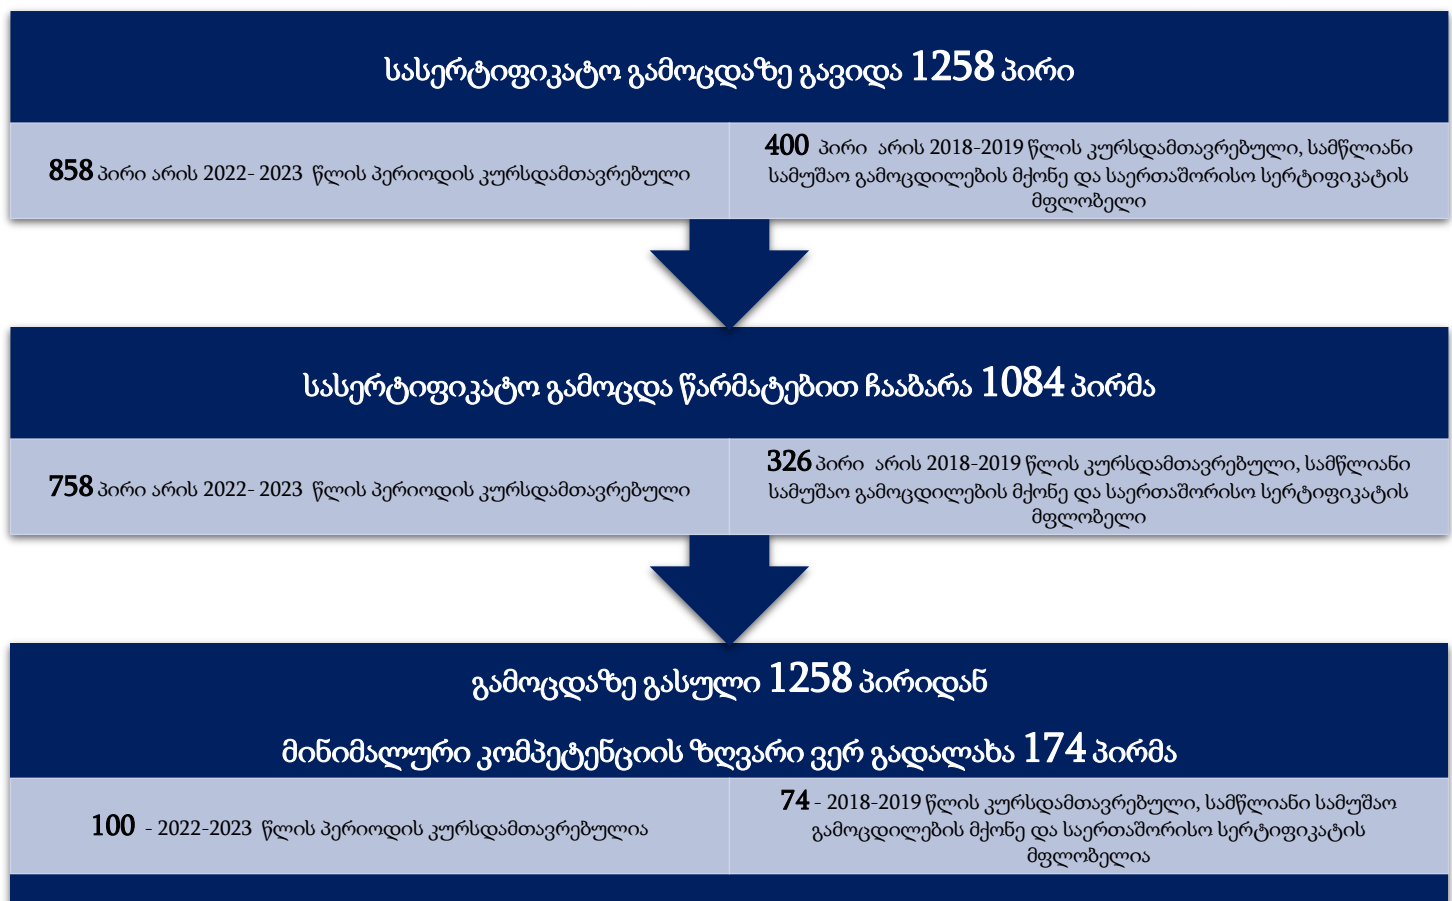 სასერტიფიკატო გამოცდაზე გავიდა 1258 პირი
858 პირი არის 2022- 2023 წლის პერიოდის კურსდამთავრებული
400 პირი არის 2018-2019 წლის კურსდამთავრებული, სამწლიანი
სამუშაო გამოცდილების მქონე და საერთაშორისო სერტიფიკატის
მფლობელი
სასერტიფიკატო გამოცდა წარმატებით ჩააბარა 1084 პირმა
758 პირი არის 2022- 2023 წლის პერიოდის კურსდამთავრებული
326 პირი არის 2018-2019 წლის კურსდამთავრებული, სამწლიანი
სამუშაო გამოცდილების მქონე და საერთაშორისო სერტიფიკატის
მფლობელი
გამოცდაზე გასული 1258 პირიდან
მინიმალური კომპეტენციის ზღვარი ვერ გადალახა 174 პირმა
100 - 2022-2023 წლის პერიოდის კურსდამთავრებულია
74 - 2018-2019 წლის კურსდამთავრებული, სამწლიანი სამუშაო
გამოცდილების მქონე და საერთაშორისო სერტიფიკატის
მფლობელია